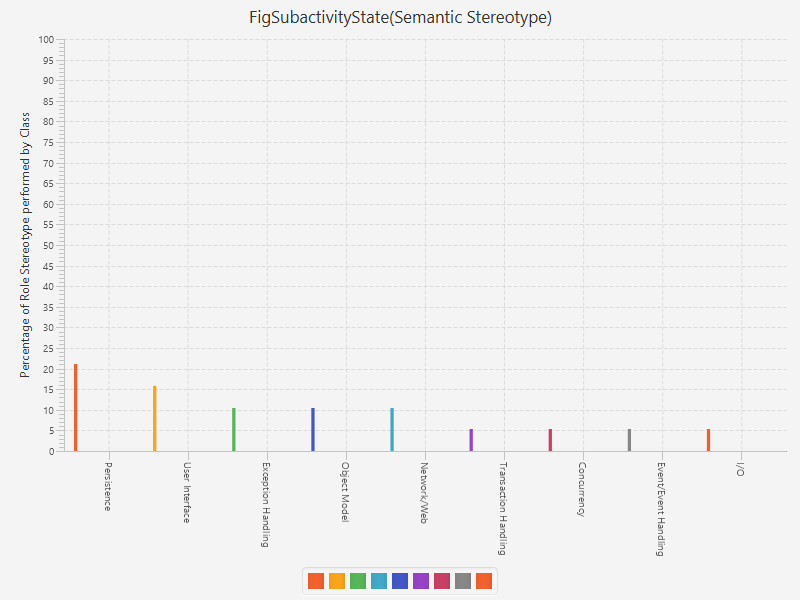 FigSubactivityState(Semantic Stereotype)
Percentage of Role Stereotype performed by Class
100
95
90
85
80
75
70
65
60
55
50
45
40
35
30
25
20
15
10
5
0
Persistence
User Interface
Exception Handling
Object Model
Network/Web
Transaction Handling
Concurrency
Event/Event Handling
I/O